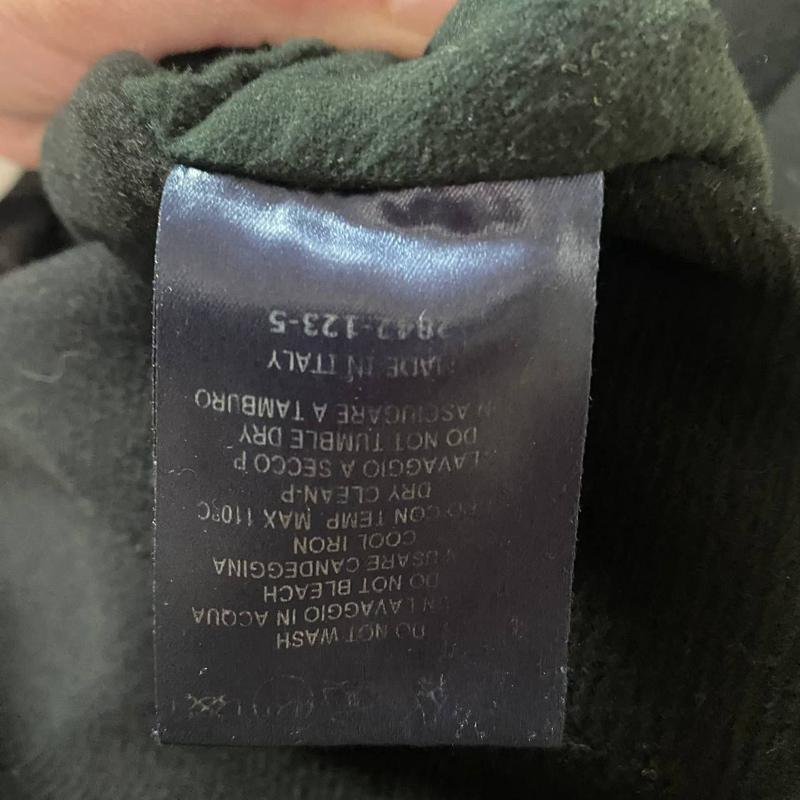 DO NOT WASH
LAVAGGIO IN ACQUA
DO NOT BLEACH
USARE CANDEGGINA
COOL IRON
CON TEMP. MAX 110°C
DRY CLEAN-P
LAVAGGIO A SECCO P
DO NOT TUMBLE DRY
ASCIUGARE A TAMBURO
MADE IN ITALY
2842-123-5